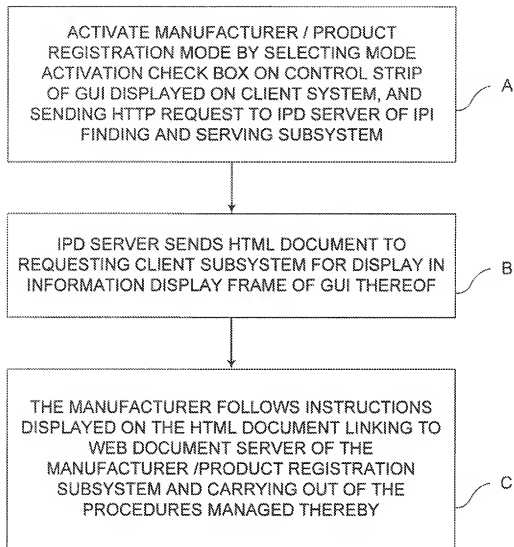 ACTIVATE MANUFACTURER / PRODUCT
REGISTRATION MODE BY SELECTING MODE
ACTIVATION CHECK BOX ON CONTROL STRIP
OF GUI DISPLAYED ON CLIENT SYSTEM, AND
SENDING HTTP REQUEST TO IPD SERVER OF IPI
FINDING AND SERVING SUBSYSTEM
A
IPD SERVER SENDS HTML DOCUMENT TO
REQUESTING CLIENT SUBSYSTEM FOR DISPLAY IN
INFORMATION DISPLAY FRAME OF GUI THEREOF
B
THE MANUFACTURER FOLLOWS INSTRUCTIONS
DISPLAYED ON THE HTML DOCUMENT LINKING TO
WEB DOCUMENT SERVER OF THE
MANUFACTURER /PRODUCT REGISTRATION
SUBSYSTEM AND CARRYING OUT OF THE
PROCEDURES MANAGED THEREBY
C